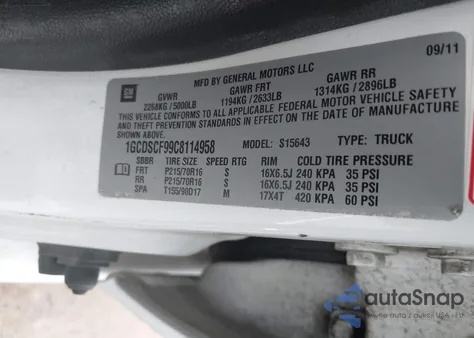 09/11
GM
MFD BY GENERAL MOTORS LLC
GVWR GAWR FRT GAWR RR
2268KG/5000LB 1194KG/2633LB 1314KG/2896LB
THIS VEHICLE CONFORMS TO ALL APPLICABLE FEDERAL MOTOR VEHICLE
SAFETY, BUMPER, AND THEFT PREVENTION STANDARDS IN EFFECT ON THE DATE OF MANUFACTURE
SHOWN ABOVE.
1GCDSCF99C8114958 S15643 TYPE: TRUCK
SBBR TIRE SIZE SPEED RTG RIM COLD TIRE PRESSURE
FRT P215/70R16 S 16X6.5J 240 KPA 35 PSI
RR P215/70R16 S 16X6.5J 240 KPA 35 PSI
SPA T155/90D17 M 17X4T 420 KPA 60 PSI
autoSnap